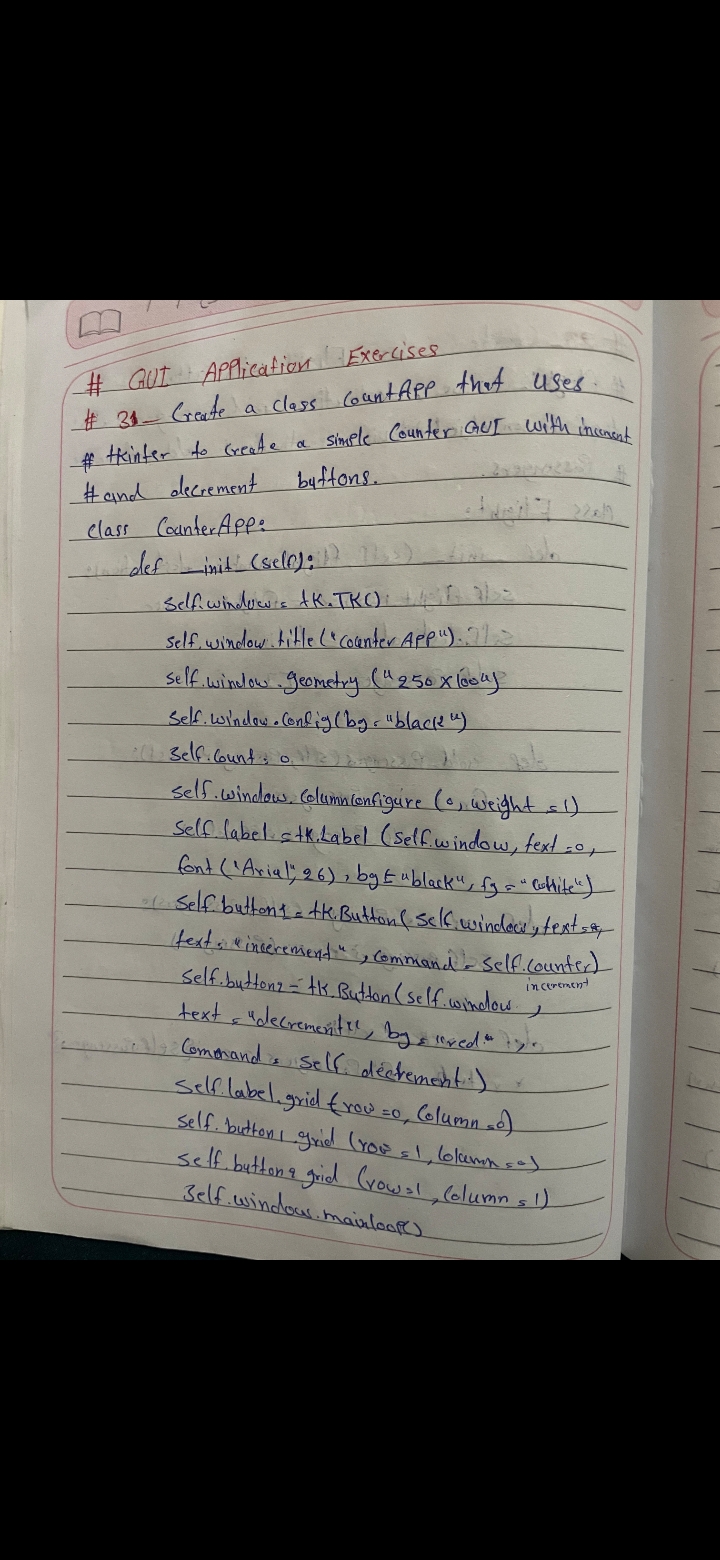 # GUI Application Exercises
# 31- Create a class CountApp that uses
# tkinter to create a simple Counter GUI with increment
# and decrement buttons.
class CounterApp:
def __init__(self):
self.window = tk.TK()
self.window.title("counter App")
self.window.geometry("250x100")
self.window.config(bg="black")
self.count = 0
self.window.columnconfigure(0, weight=1)
self.label = tk.Label(self.window, text=0,
font("Arial", 26), bg="black", fg="white")
self.button1 = tk.Button(self.window, text=
text="increment", command=self.counter)
increment
self.button2 = tk.Button(self.window,
text="decrement", bg="red",
command=self.decrement)
self.label.grid(row=0, column=0)
self.button1.grid(row=1, column=0)
self.button2 grid (row=1, column=1)
self.window.mainloop()